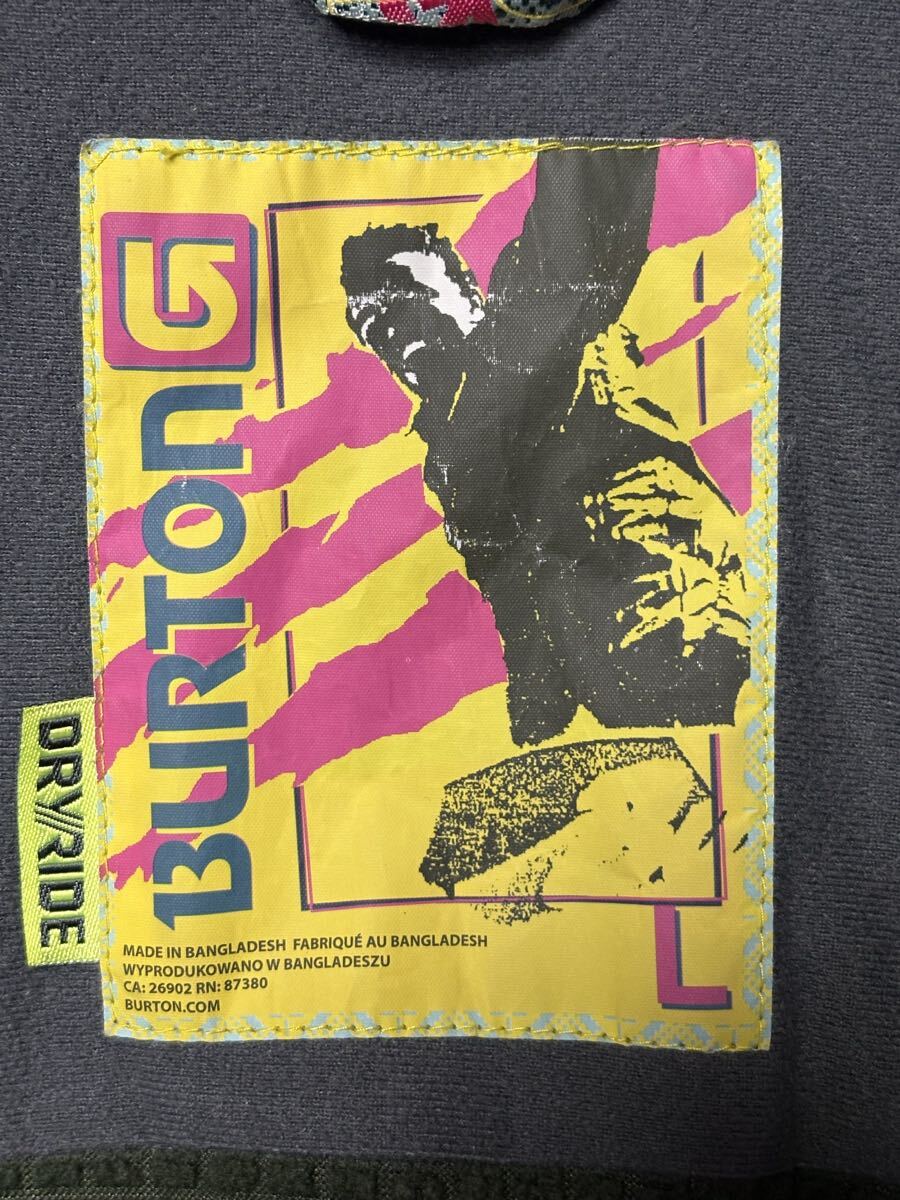 BURTON
DRY//RIDE
MADE IN BANGLADESH FABRIQUÉ AU BANGLADESH
WYPRODUKOWANO W BANGLADESZU
CA: 26902 RN: 87380
BURTON.COM
L